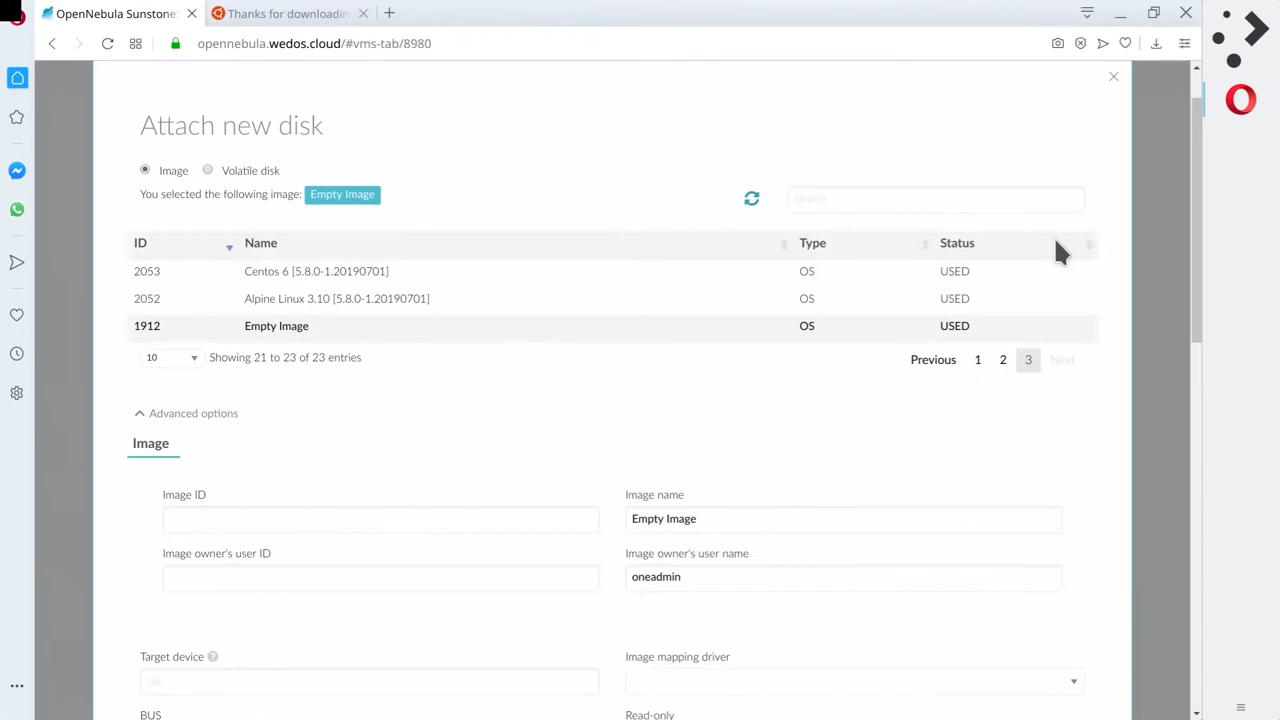 OpenNebula Sunstone:
Thanks for downloadin
opennebula.wedos.cloud/#vms-tab/8980
Attach new disk
Image
Volatile disk
You selected the following image: Empty Image
search
ID Name Type Status
2053 Centos 6 [5.8.0-1.20190701] OS USED
2052 Alpine Linux 3.10 [5.8.0-1.20190701] OS USED
1912 Empty Image OS USED
10 Showing 21 to 23 of 23 entries
Previous 1 2 3 Next
Advanced options
Image
Image ID Image name
Empty Image
Image owner's user ID Image owner's user name
oneadmin
Target device Image mapping driver
BUS Read-only